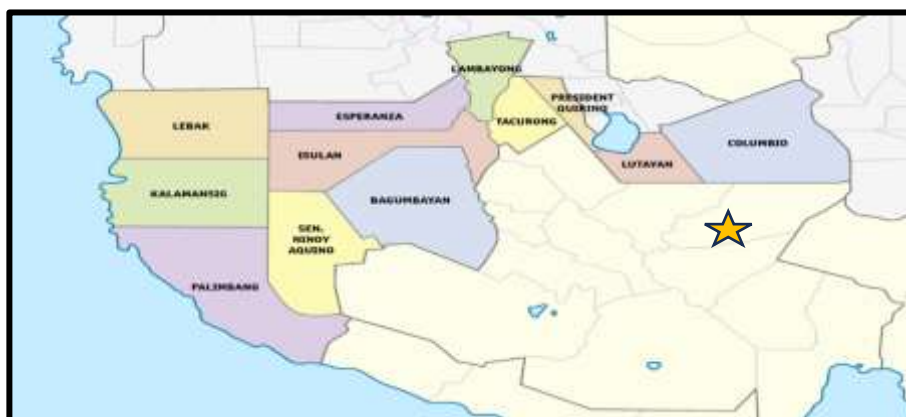 LAMBAYONG
PRESIDENT
QUIRINO
ESPERANZA
TACURONG
LEBAK
COLUMBIO
ISULAN
LUTAYAN
KALAMANSIG
BAGUMBAYAN
SEN.
NINOY
AQUINO
PALIMBANG